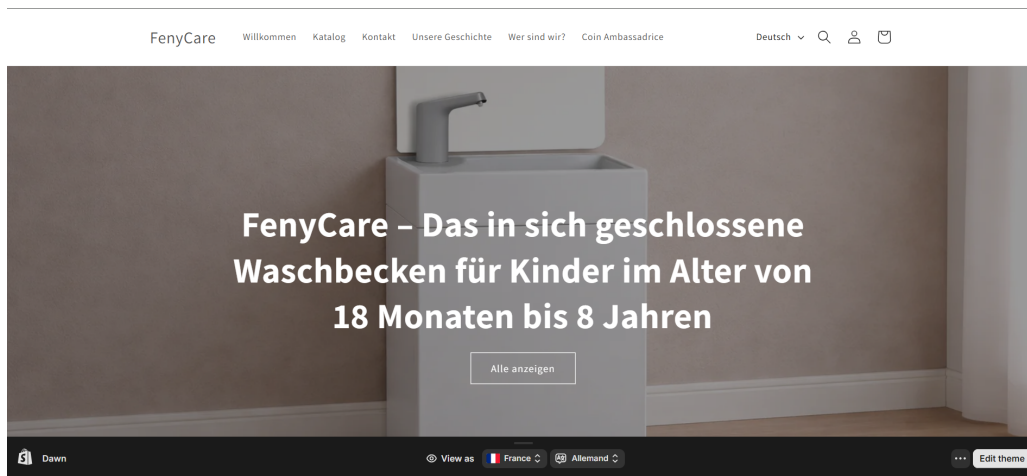 FenyCare Willkommen Katalog Kontakt Unsere Geschichte Wer sind wir? Coin Ambassadrice Deutsch
FenyCare – Das in sich geschlossene
Waschbecken für Kinder im Alter von
18 Monaten bis 8 Jahren
Alle anzeigen
Dawn View as France Allemand ... Edit theme